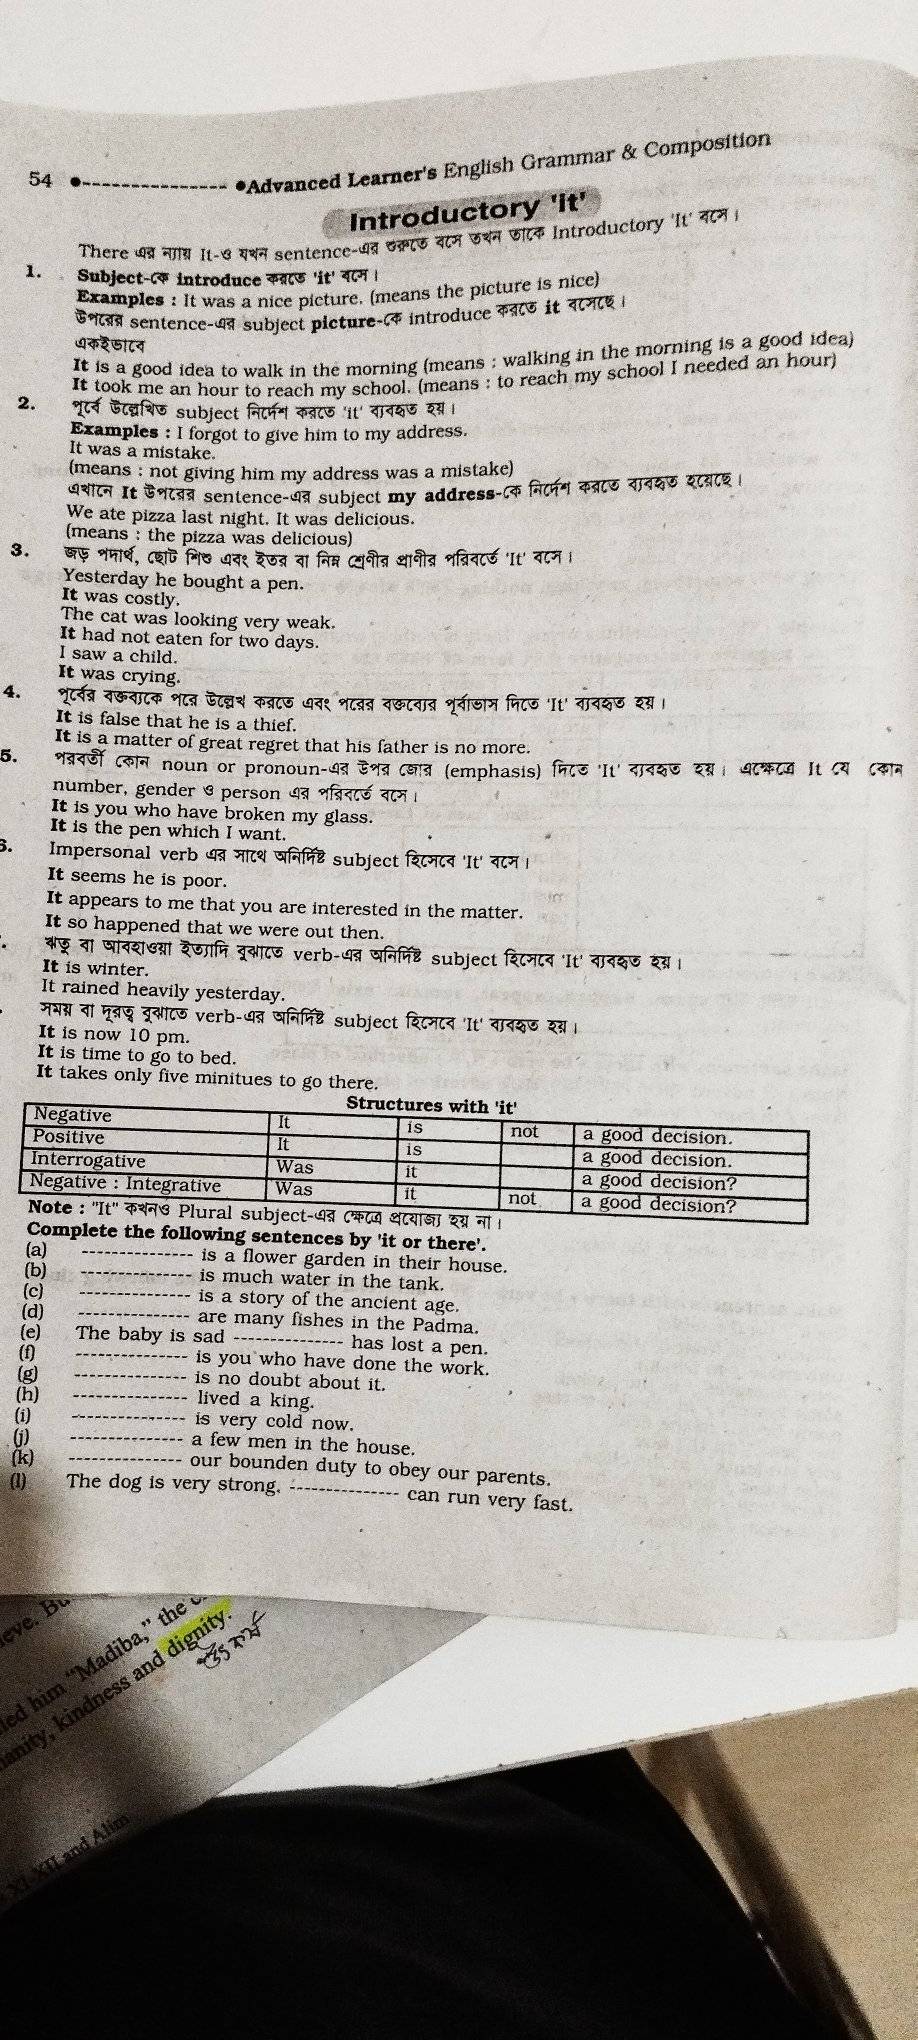 54 ●---------------- ●Advanced Learner's English Grammar & Composition
Introductory 'It'
There এর ন্যায় It-ও যখন sentence-এর শুরুতে বসে তখন তাকে Introductory 'It' বলে।
1. Subject-কে introduce করতে 'it' বসে।
Examples : It was a nice picture. (means the picture is nice)
উপরের sentence-এর subject picture-কে introduce করতে it বসেছে।
একইভাবে
It is a good idea to walk in the morning (means : walking in the morning is a good idea)
It took me an hour to reach my school. (means : to reach my school I needed an hour)
2. পূর্বে উল্লেখিত subject নির্দেশ করতে 'it' ব্যবহৃত হয়।
Examples : I forgot to give him to my address.
It was a mistake.
(means : not giving him my address was a mistake)
এখানে It উপরের sentence-এর subject my address-কে নির্দেশ করতে ব্যবহৃত হয়েছে।
We ate pizza last night. It was delicious.
(means : the pizza was delicious)
3. জড় পদার্থ, ছোট শিশু এবং ইতর বা নিম্ন শ্রেণীর প্রাণীর পরিবর্তে 'It' বসে।
Yesterday he bought a pen.
It was costly.
The cat was looking very weak.
It had not eaten for two days.
I saw a child.
It was crying.
4. পূর্বের বক্তব্যকে পরে উল্লেখ করতে এবং পরের বক্তব্যের পূর্বাভাস দিতে 'It' ব্যবহৃত হয়।
It is false that he is a thief.
It is a matter of great regret that his father is no more.
5. পরবর্তী কোন noun or pronoun-এর উপর জোর (emphasis) দিতে 'It' ব্যবহৃত হয়। এক্ষেত্রে It যে কোন
number, gender ও person এর পরিবর্তে বসে।
It is you who have broken my glass.
It is the pen which I want.
6. Impersonal verb এর সাথে অনির্দিষ্ট subject হিসেবে 'It' বসে।
It seems he is poor.
It appears to me that you are interested in the matter.
It so happened that we were out then.
ঋতু বা আবহাওয়া ইত্যাদি বুঝাতে verb-এর অনির্দিষ্ট subject হিসেবে 'It' ব্যবহৃত হয়।
It is winter.
It rained heavily yesterday.
সময় বা দূরত্ব বুঝাতে verb-এর অনির্দিষ্ট subject হিসেবে 'It' ব্যবহৃত হয়।
It is now 10 pm.
It is time to go to bed.
It takes only five minitues to go there.
Structures with 'it'
Negative It is not a good decision.
Positive It is a good decision.
Interrogative Was it a good decision?
Negative : Integrative Was it not a good decision?
Note : "It" কখনও Plural subject-এর ক্ষেত্রে প্রযোজ্য হয় না।
Complete the following sentences by 'it or there'.
(a) --------------- is a flower garden in their house.
(b) --------------- is much water in the tank.
(c) --------------- is a story of the ancient age.
(d) --------------- are many fishes in the Padma.
(e) The baby is sad --------------- has lost a pen.
(f) --------------- is you who have done the work.
(g) --------------- is no doubt about it.
(h) --------------- lived a king.
(i) --------------- is very cold now.
(j) --------------- a few men in the house.
(k) --------------- our bounden duty to obey our parents.
(l) The dog is very strong. --------------- can run very fast.
"Madiba," the
kindness and dignity.
XI-XII and Alim